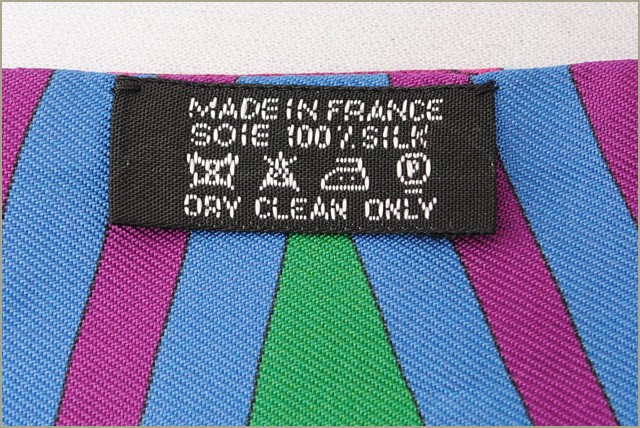 MADE IN FRANCE
SOIE 100% SILK
P
DRY CLEAN ONLY